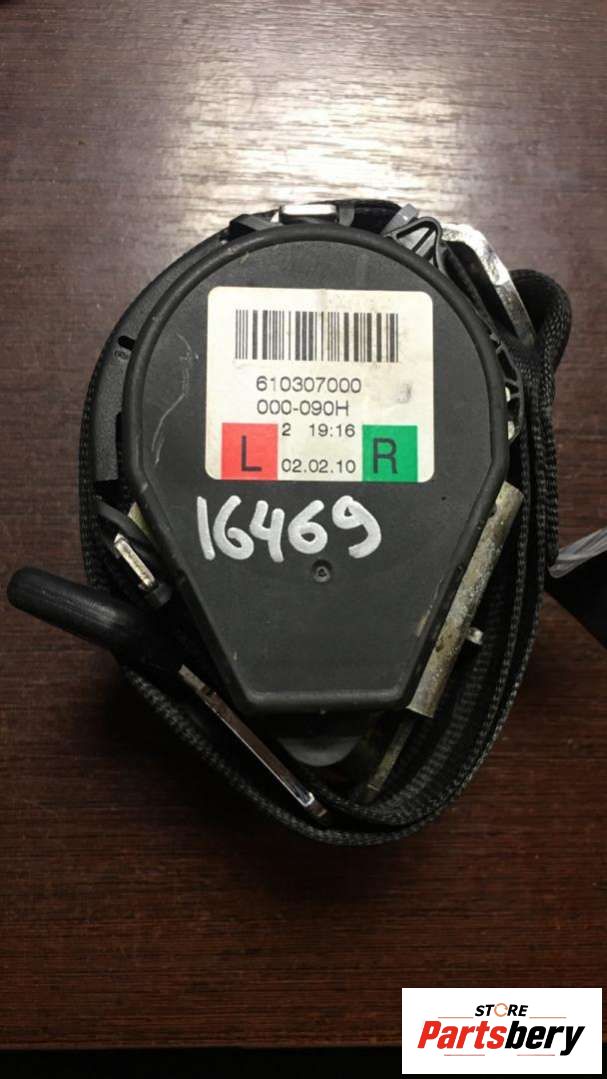 610307000
000-090H
L 2 19:16 R
02.02.10
16469
STORE
Partsbery